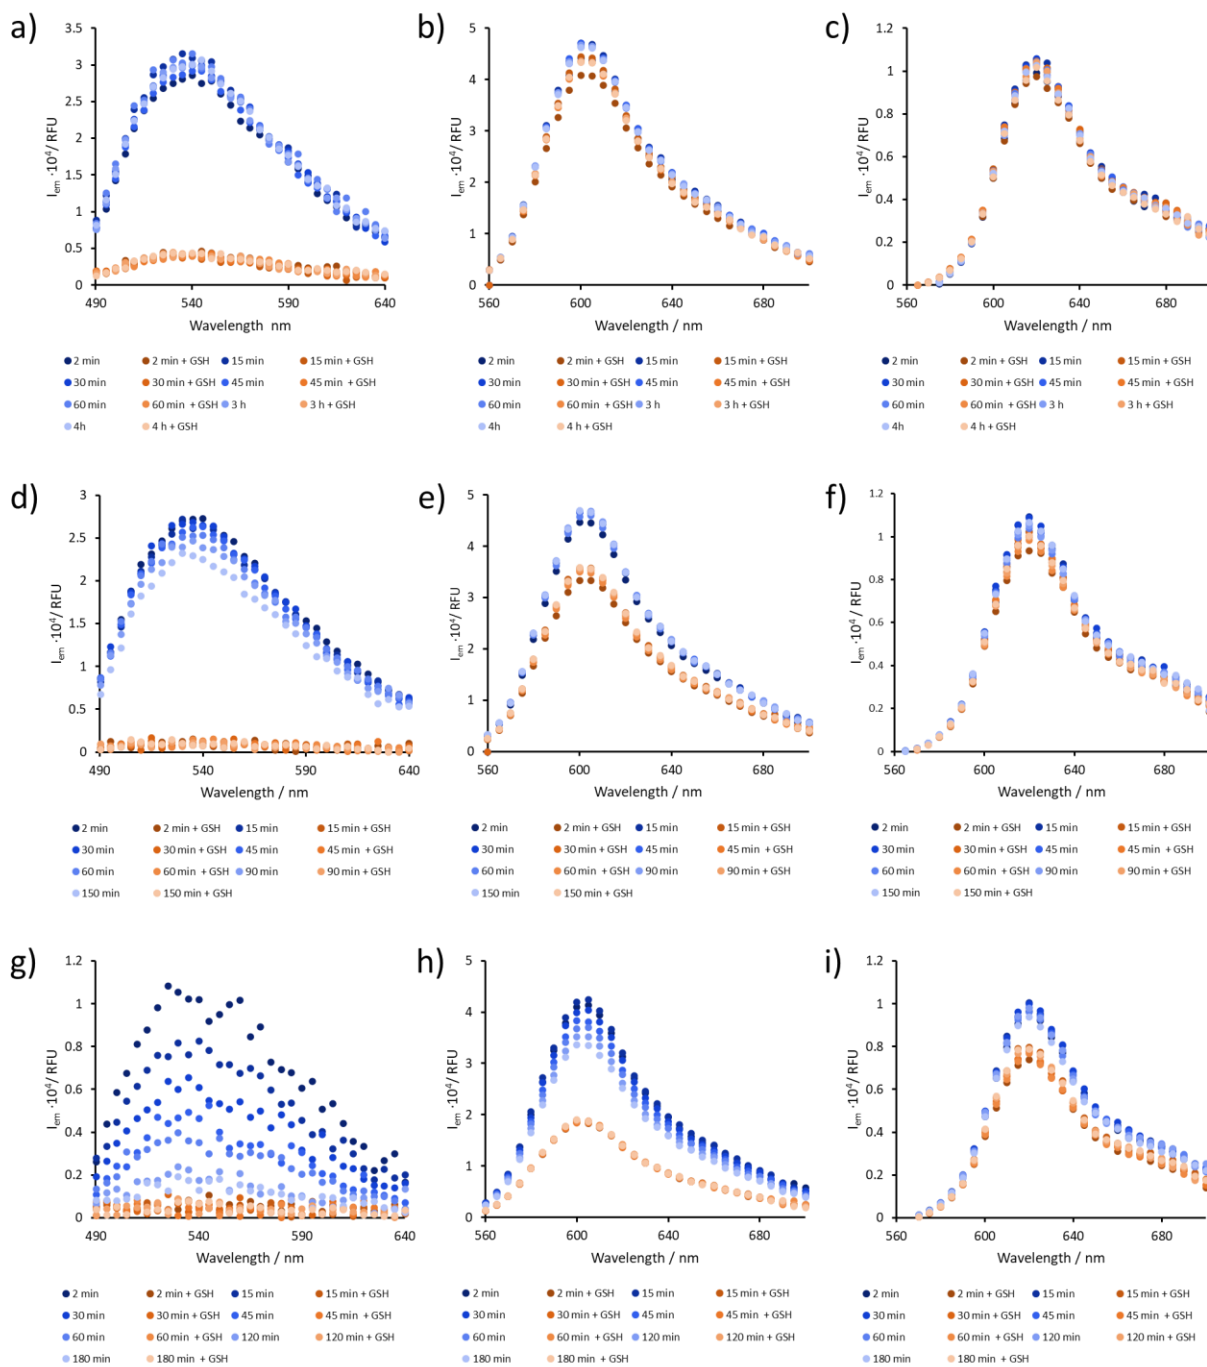 a)
3.5
3
2.5
2
1.5
1
0.5
0
I_em ·10⁴/ RFU
490 540 590 640
Wavelength nm
2 min 2 min + GSH 15 min 15 min + GSH
30 min 30 min + GSH 45 min 45 min + GSH
60 min 60 min + GSH 3 h 3 h + GSH
4h 4 h + GSH
b)
5
4
3
2
1
0
I_em ·10⁴/ RFU
560 600 640 680
Wavelength / nm
2 min 2 min + GSH 15 min 15 min + GSH
30 min 30 min + GSH 45 min 45 min + GSH
60 min 60 min + GSH 3 h 3 h + GSH
4h 4 h + GSH
c)
1.2
1
0.8
0.6
0.4
0.2
0
I_em ·10⁴/ RFU
560 600 640 680
Wavelength / nm
2 min 2 min + GSH 15 min 15 min + GSH
30 min 30 min + GSH 45 min 45 min + GSH
60 min 60 min + GSH 3 h 3 h + GSH
4h 4 h + GSH
d)
3
2.5
2
1.5
1
0.5
0
I_em ·10⁴/ RFU
490 540 590 640
Wavelength / nm
2 min 2 min + GSH 15 min 15 min + GSH
30 min 30 min + GSH 45 min 45 min + GSH
60 min 60 min + GSH 90 min 90 min + GSH
150 min 150 min + GSH
e)
5
4
3
2
1
0
I_em ·10⁴/ RFU
560 600 640 680
Wavelength / nm
2 min 2 min + GSH 15 min 15 min + GSH
30 min 30 min + GSH 45 min 45 min + GSH
60 min 60 min + GSH 90 min 90 min + GSH
150 min 150 min + GSH
f)
1.2
1
0.8
0.6
0.4
0.2
0
I_em ·10⁴/ RFU
560 600 640 680
Wavelength / nm
2 min 2 min + GSH 15 min 15 min + GSH
30 min 30 min + GSH 45 min 45 min + GSH
60 min 60 min + GSH 90 min 90 min + GSH
150 min 150 min + GSH
g)
1.2
1
0.8
0.6
0.4
0.2
0
I_em ·10⁴/ RFU
490 540 590 640
Wavelength / nm
2 min 2 min + GSH 15 min 15 min + GSH
30 min 30 min + GSH 45 min 45 min + GSH
60 min 60 min + GSH 120 min 120 min + GSH
180 min 180 min + GSH
h)
5
4
3
2
1
0
I_em ·10⁴/ RFU
560 600 640 680
Wavelength / nm
2 min 2 min + GSH 15 min 15 min + GSH
30 min 30 min + GSH 45 min 45 min + GSH
60 min 60 min + GSH 120 min 120 min + GSH
180 min 180 min + GSH
i)
1.2
1
0.8
0.6
0.4
0.2
0
I_em ·10⁴/ RFU
560 600 640 680
Wavelength / nm
2 min 2 min + GSH 15 min 15 min + GSH
30 min 30 min + GSH 45 min 45 min + GSH
60 min 60 min + GSH 120 min 120 min + GSH
180 min 180 min + GSH